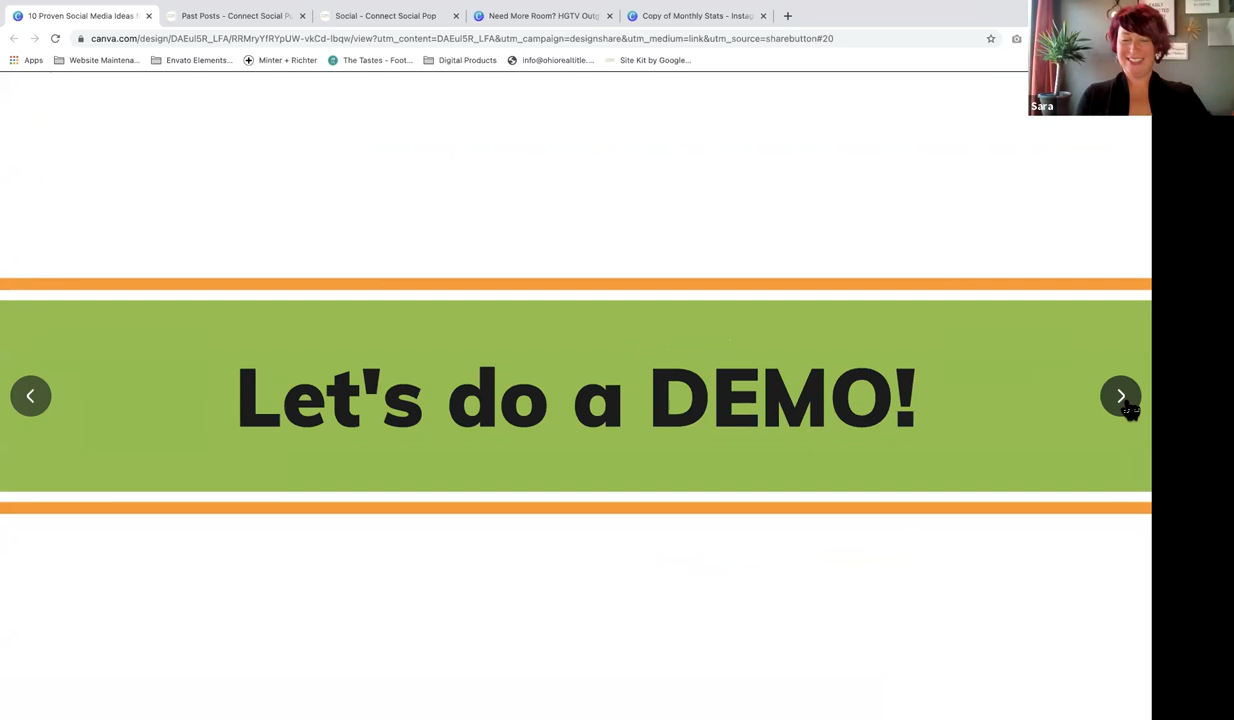 10 Proven Social Media Ideas
Past Posts - Connect Social Po
Social - Connect Social Pop
Need More Room? HGTV Outg
Copy of Monthly Stats - Instag
canva.com/design/DAEul5R_LFA/RRMryYfRYpUW-vkCd-lbqw/view?utm_content=DAEul5R_LFA&utm_campaign=designshare&utm_medium=link&utm_source=sharebutton#20
Apps
Website Maintena...
Envato Elements...
Minter + Richter
The Tastes - Foot...
Digital Products
info@ohiorealtitle....
Site Kit by Google...
Sara
Let's do a DEMO!